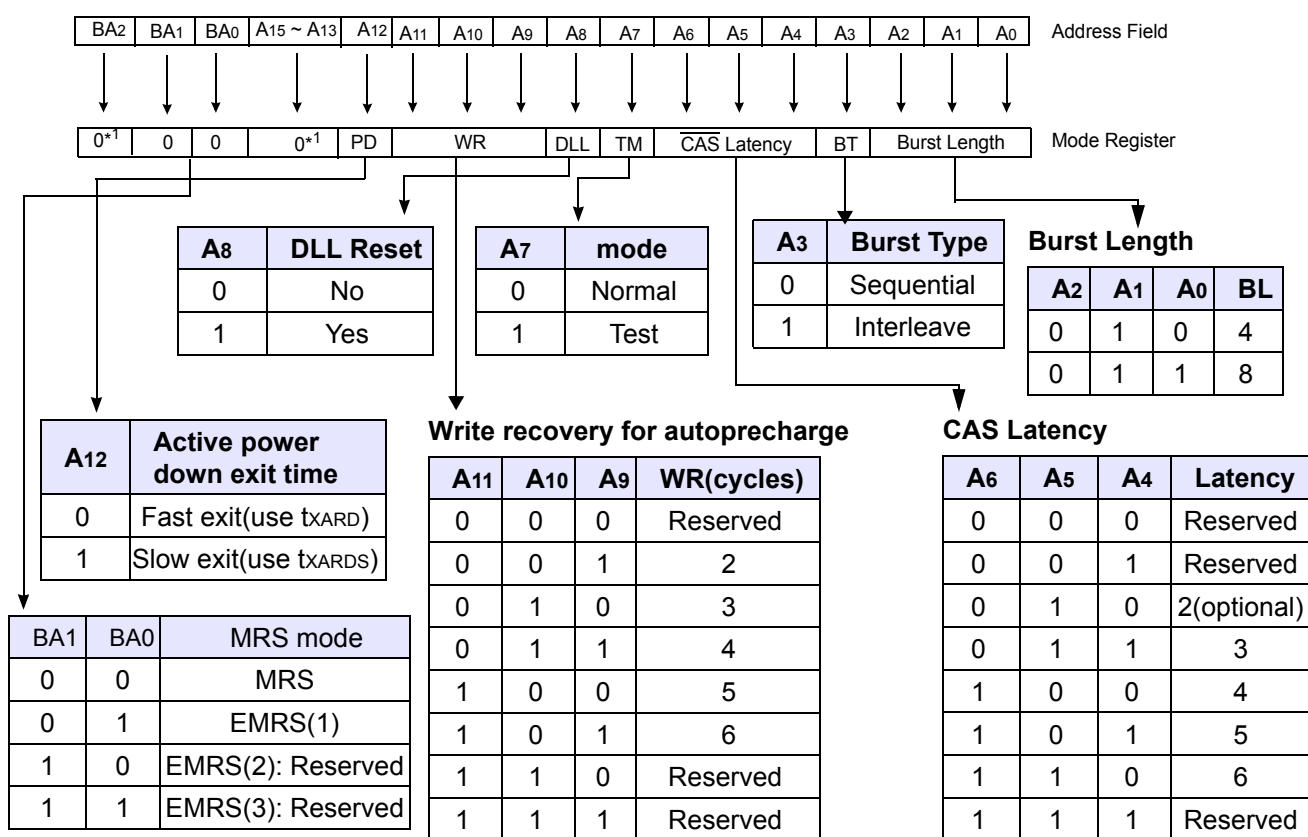 BA2 BA1 BA0 A15 ~ A13 A12 A11 A10 A9 A8 A7 A6 A5 A4 A3 A2 A1 A0 Address Field
0*1 0 0 0*1 PD WR DLL TM CAS Latency BT Burst Length Mode Register
A8 DLL Reset
0 No
1 Yes
A7 mode
0 Normal
1 Test
A3 Burst Type
0 Sequential
1 Interleave
Burst Length
A2 A1 A0 BL
0 1 0 4
0 1 1 8
A12 Active power
down exit time
0 Fast exit(use tXARD)
1 Slow exit(use tXARDS)
BA1 BA0 MRS mode
0 0 MRS
0 1 EMRS(1)
1 0 EMRS(2): Reserved
1 1 EMRS(3): Reserved
Write recovery for autoprecharge
A11 A10 A9 WR(cycles)
0 0 0 Reserved
0 0 1 2
0 1 0 3
0 1 1 4
1 0 0 5
1 0 1 6
1 1 0 Reserved
1 1 1 Reserved
CAS Latency
A6 A5 A4 Latency
0 0 0 Reserved
0 0 1 Reserved
0 1 0 2(optional)
0 1 1 3
1 0 0 4
1 0 1 5
1 1 0 6
1 1 1 Reserved